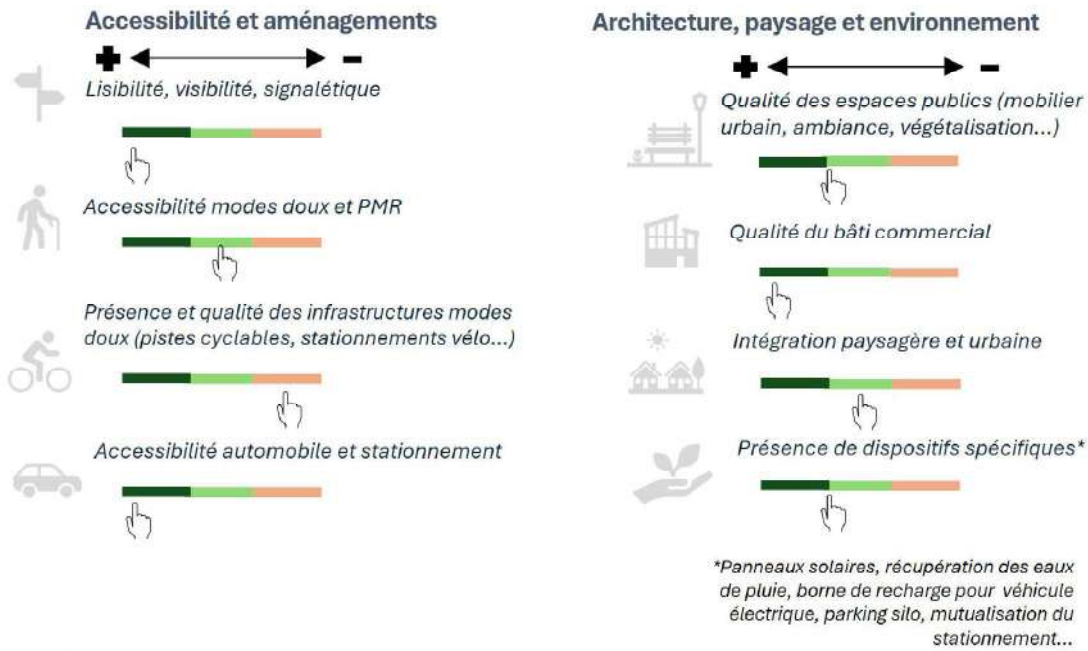 Accessibilité et aménagements
+ -
Lisibilité, visibilité, signalétique
Accessibilité modes doux et PMR
Présence et qualité des infrastructures modes
doux (pistes cyclables, stationnements vélo...)
Accessibilité automobile et stationnement
Architecture, paysage et environnement
+ -
Qualité des espaces publics (mobilier
urbain, ambiance, végétalisation...)
Qualité du bâti commercial
Intégration paysagère et urbaine
Présence de dispositifs spécifiques*
*Panneaux solaires, récupération des eaux
de pluie, borne de recharge pour véhicule
électrique, parking silo, mutualisation du
stationnement...